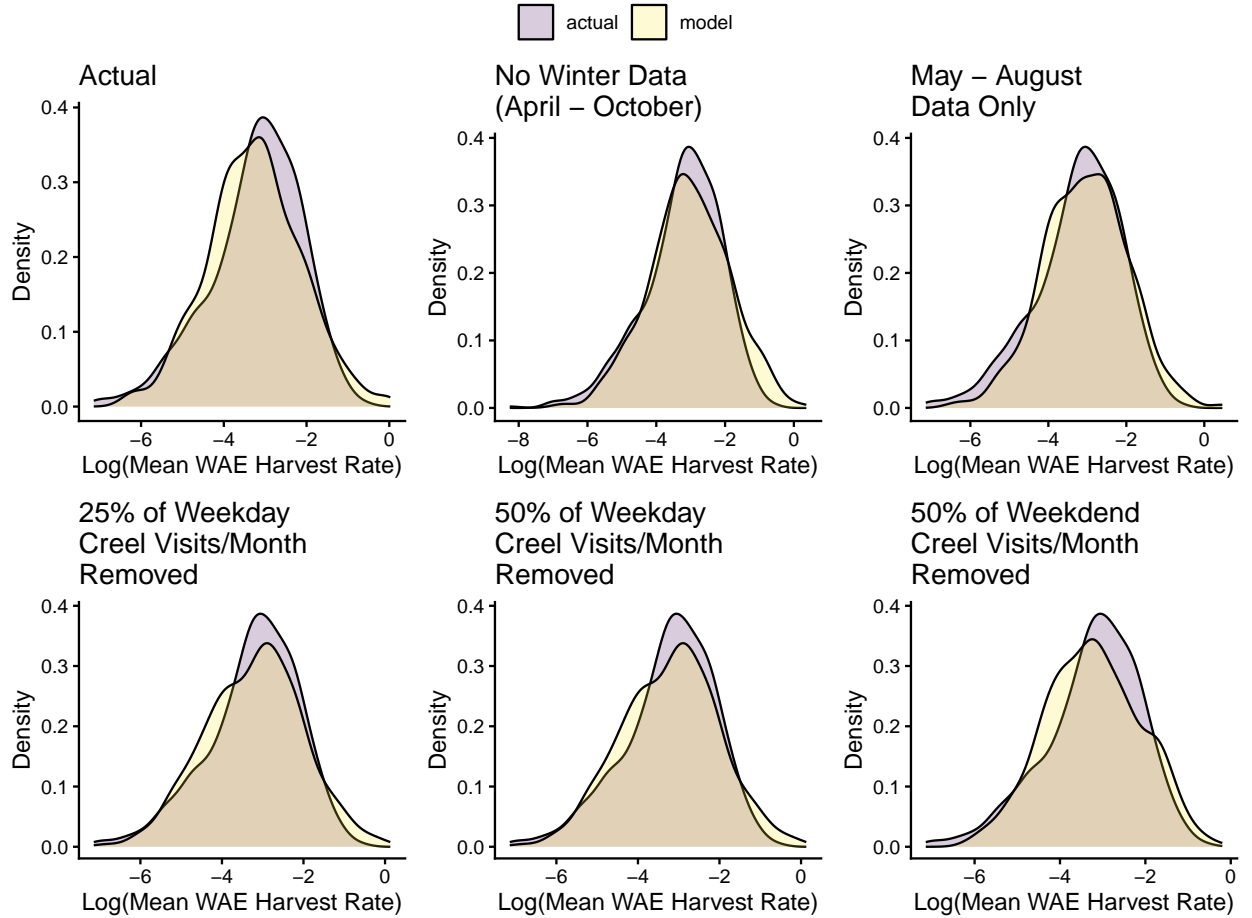 actual model
Actual
0.4
0.3
0.2
0.1
0.0
Density
−6 −4 −2 0
Log(Mean WAE Harvest Rate)
No Winter Data
(April − October)
0.4
0.3
0.2
0.1
0.0
Density
−8 −6 −4 −2 0
Log(Mean WAE Harvest Rate)
May − August
Data Only
0.4
0.3
0.2
0.1
0.0
Density
−6 −4 −2 0
Log(Mean WAE Harvest Rate)
25% of Weekday
Creel Visits/Month
Removed
0.4
0.3
0.2
0.1
0.0
Density
−6 −4 −2 0
Log(Mean WAE Harvest Rate)
50% of Weekday
Creel Visits/Month
Removed
0.4
0.3
0.2
0.1
0.0
Density
−6 −4 −2 0
Log(Mean WAE Harvest Rate)
50% of Weekdend
Creel Visits/Month
Removed
0.4
0.3
0.2
0.1
0.0
Density
−6 −4 −2 0
Log(Mean WAE Harvest Rate)